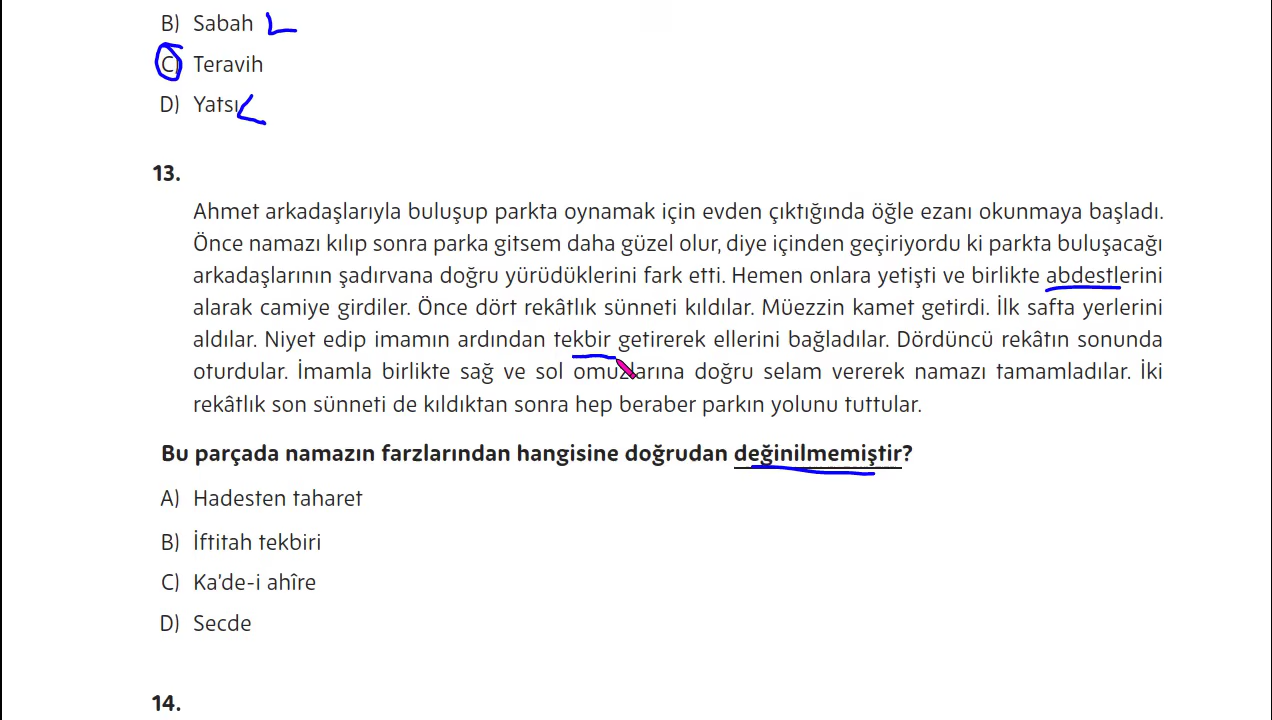 B) Sabah
C) Teravih
D) Yatsı
13.
Ahmet arkadaşlarıyla buluşup parkta oynamak için evden çıktığında öğle ezanı okunmaya başladı.
Önce namazı kılıp sonra parka gitsem daha güzel olur, diye içinden geçiriyordu ki parkta buluşacağı
arkadaşlarının şadırvana doğru yürüdüklerini fark etti. Hemen onlara yetişti ve birlikte abdestlerini
alarak camiye girdiler. Önce dört rekâtlık sünneti kıldılar. Müezzin kamet getirdi. İlk safta yerlerini
aldılar. Niyet edip imamın ardından tekbir getirerek ellerini bağladılar. Dördüncü rekâtın sonunda
oturdular. İmamla birlikte sağ ve sol omuzlarına doğru selam vererek namazı tamamladılar. İki
rekâtlık son sünneti de kıldıktan sonra hep beraber parkın yolunu tuttular.
Bu parçada namazın farzlarından hangisine doğrudan değinilmemiştir?
A) Hadesten taharet
B) İftitah tekbiri
C) Ka'de-i ahîre
D) Secde
14.